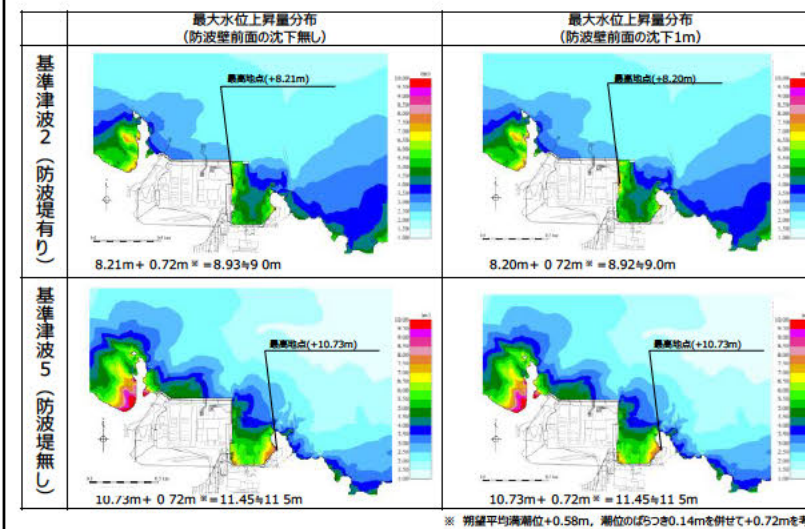 最大水位上昇量分布
(防波壁前面の沈下無し)
最大水位上昇量分布
(防波壁前面の沈下1m)
基準津波2（防波堤有り）
最高地点(+8.21m)
8.21m+ 0.72m※ =8.93≒9 0m
最高地点(+8.20m)
8.20m+ 0 72m※ =8.92≒9.0m
基準津波5（防波堤無し）
最高地点(+10.73m)
10.73m+ 0 72m※ =11.45≒11 5m
最高地点(+10.73m)
10.73m+ 0.72m※ =11.45≒11 5m
※ 朔望平均満潮位+0.58m，潮位のばらつき0.14mを併せて+0.72mを